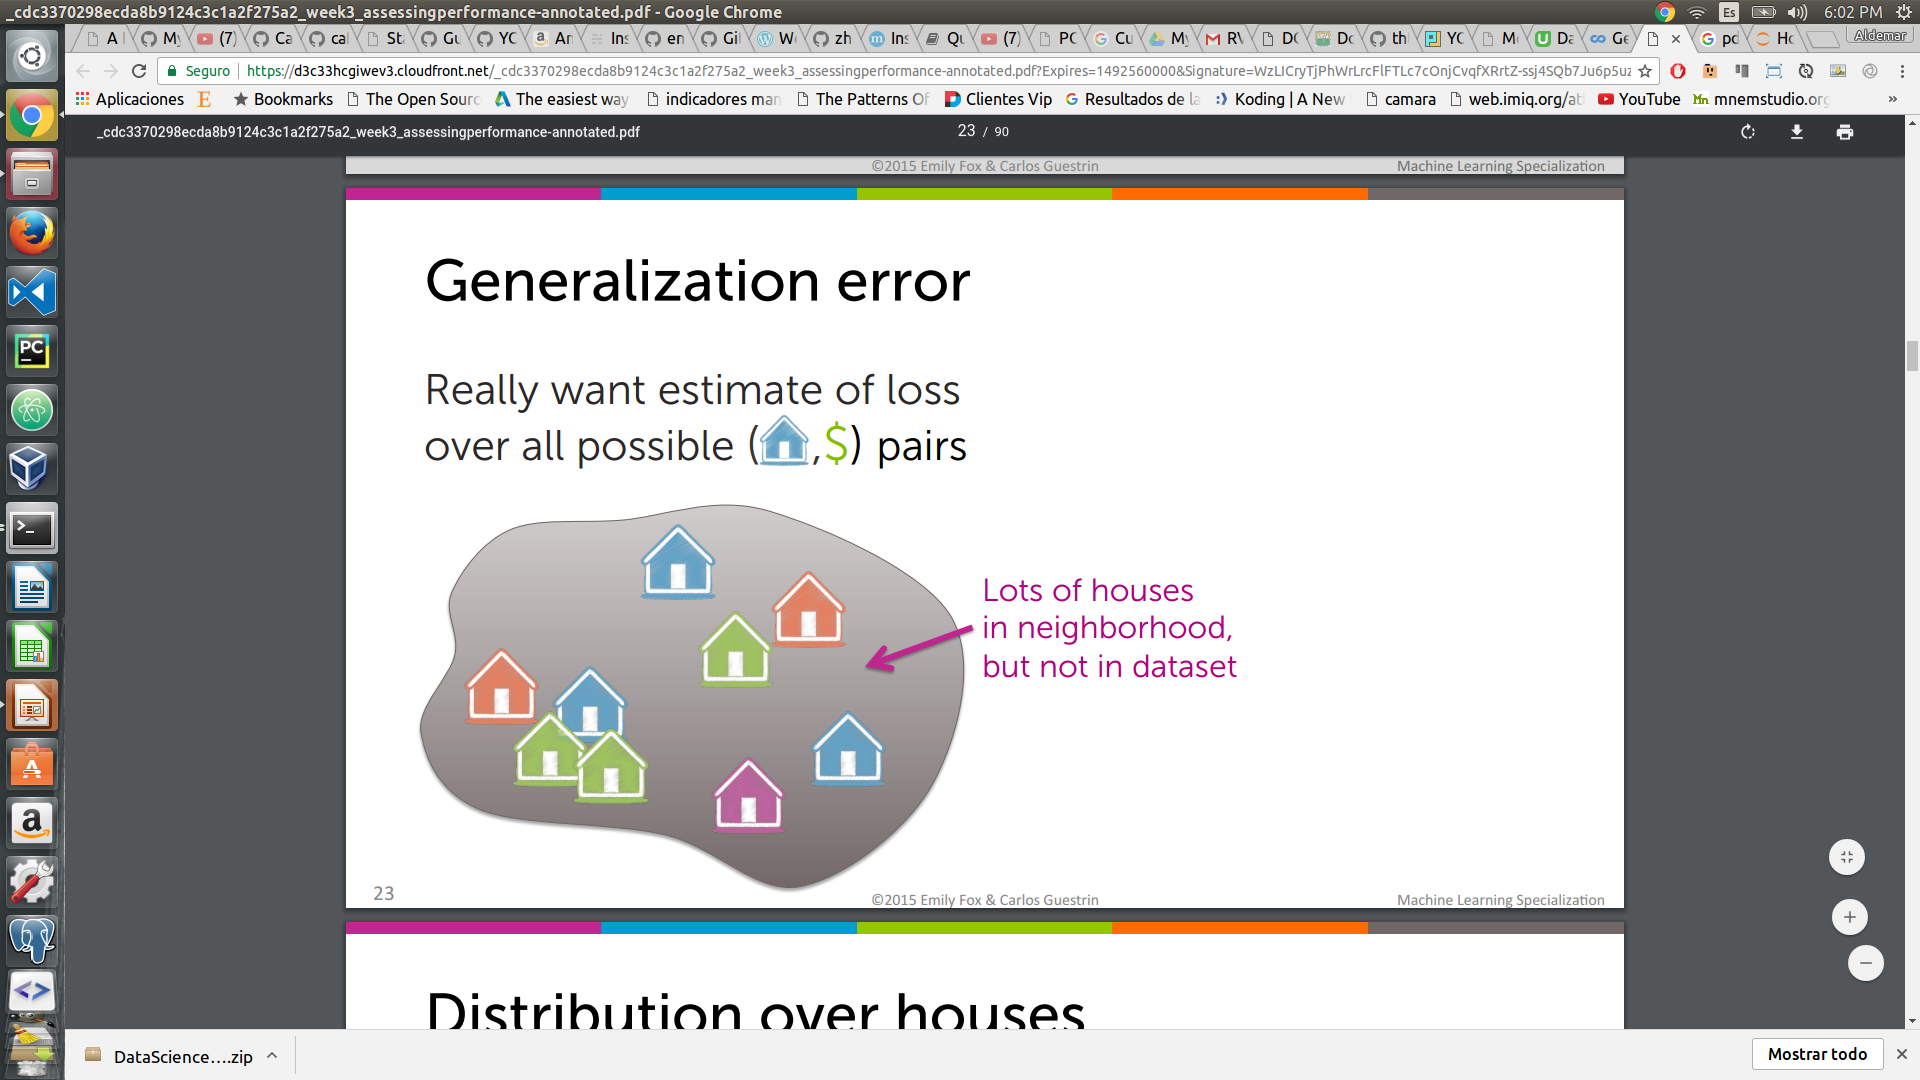 _cdc3370298ecda8b9124c3c1a2f275a2_week3_assessingperformance-annotated.pdf - Google Chrome
Es
6:02 PM
Aldemar
Seguro
https://d3c33hcgiwev3.cloudfront.net/_cdc3370298ecda8b9124c3c1a2f275a2_week3_assessingperformance-annotated.pdf?Expires=1492560000&Signature=
Aplicaciones
Bookmarks
The Open Sourc
The easiest way
indicadores man
The Patterns Of
Clientes Vip
Resultados de la
Koding | A New
camara
web.imiq.org/at
YouTube
mnemstudio.org
_cdc3370298ecda8b9124c3c1a2f275a2_week3_assessingperformance-annotated.pdf
23 / 90
©2015 Emily Fox & Carlos Guestrin
Machine Learning Specialization
Generalization error
Really want estimate of loss
over all possible ( ,$) pairs
Lots of houses
in neighborhood,
but not in dataset
23
©2015 Emily Fox & Carlos Guestrin
Machine Learning Specialization
Distribution over houses
DataScience....zip
Mostrar todo